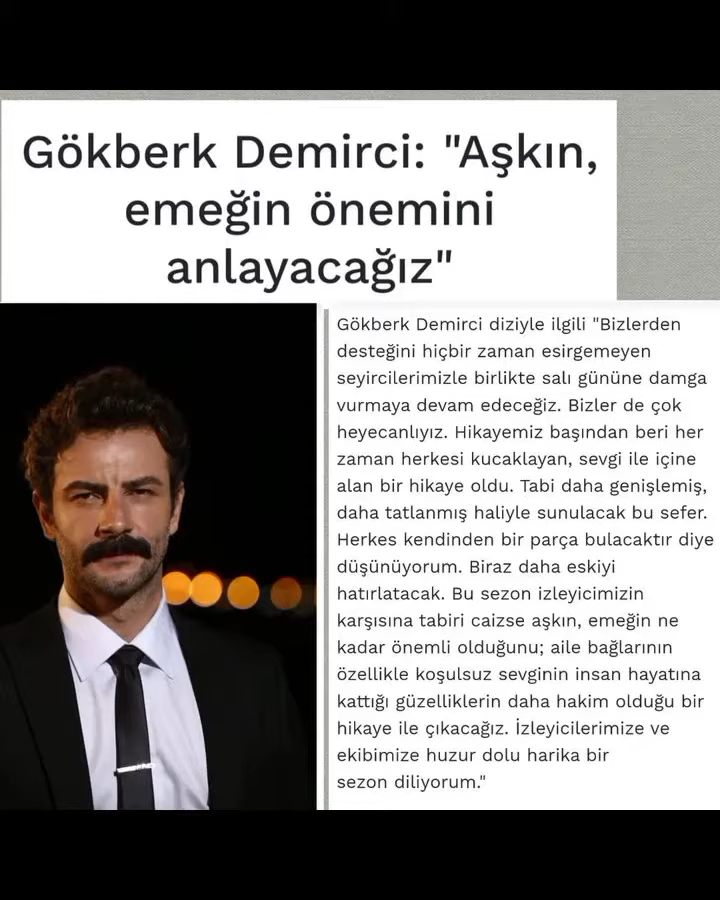 Gökberk Demirci: "Aşkın,
emeğin önemini
anlayacağız"
Gökberk Demirci diziyle ilgili "Bizlerden
desteğini hiçbir zaman esirgemeyen
seyircilerimizle birlikte salı gününe damga
vurmaya devam edeceğiz. Bizler de çok
heyecanlıyız. Hikayemiz başından beri her
zaman herkesi kucaklayan, sevgi ile içine
alan bir hikaye oldu. Tabi daha genişlemiş,
daha tatlanmış haliyle sunulacak bu sefer.
Herkes kendinden bir parça bulacaktır diye
düşünüyorum. Biraz daha eskiyi
hatırlatacak. Bu sezon izleyicimizin
karşısına tabiri caizse aşkın, emeğin ne
kadar önemli olduğunu; aile bağlarının
özellikle koşulsuz sevginin insan hayatına
kattığı güzelliklerin daha hakim olduğu bir
hikaye ile çıkacağız. İzleyicilerimize ve
ekibimize huzur dolu harika bir
sezon diliyorum."